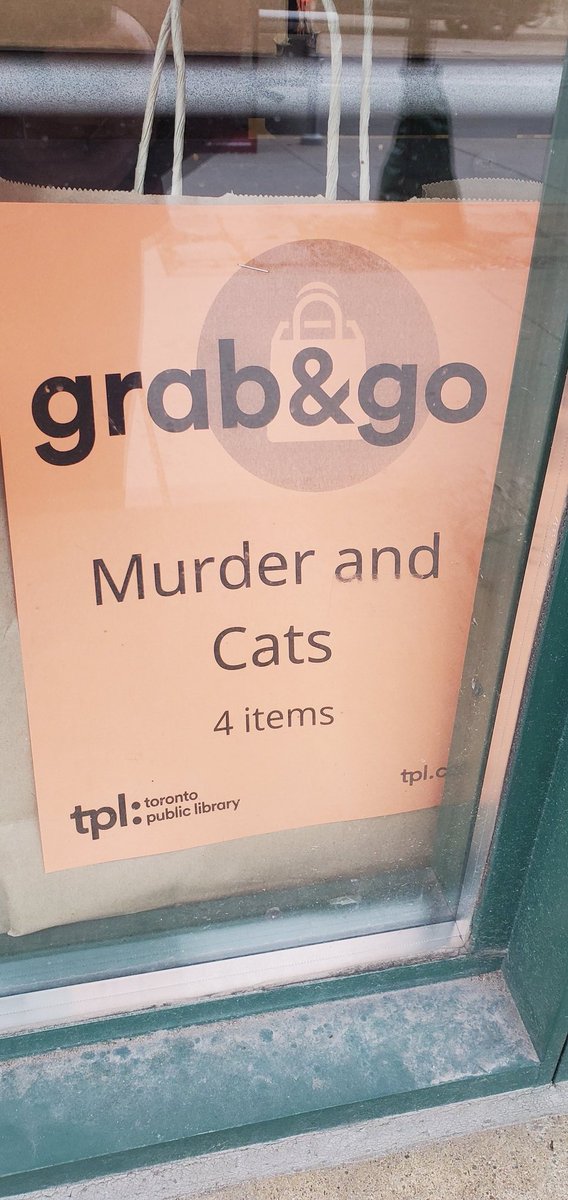 grab&go
Murder and
Cats
4 items
tpl: toronto
public library